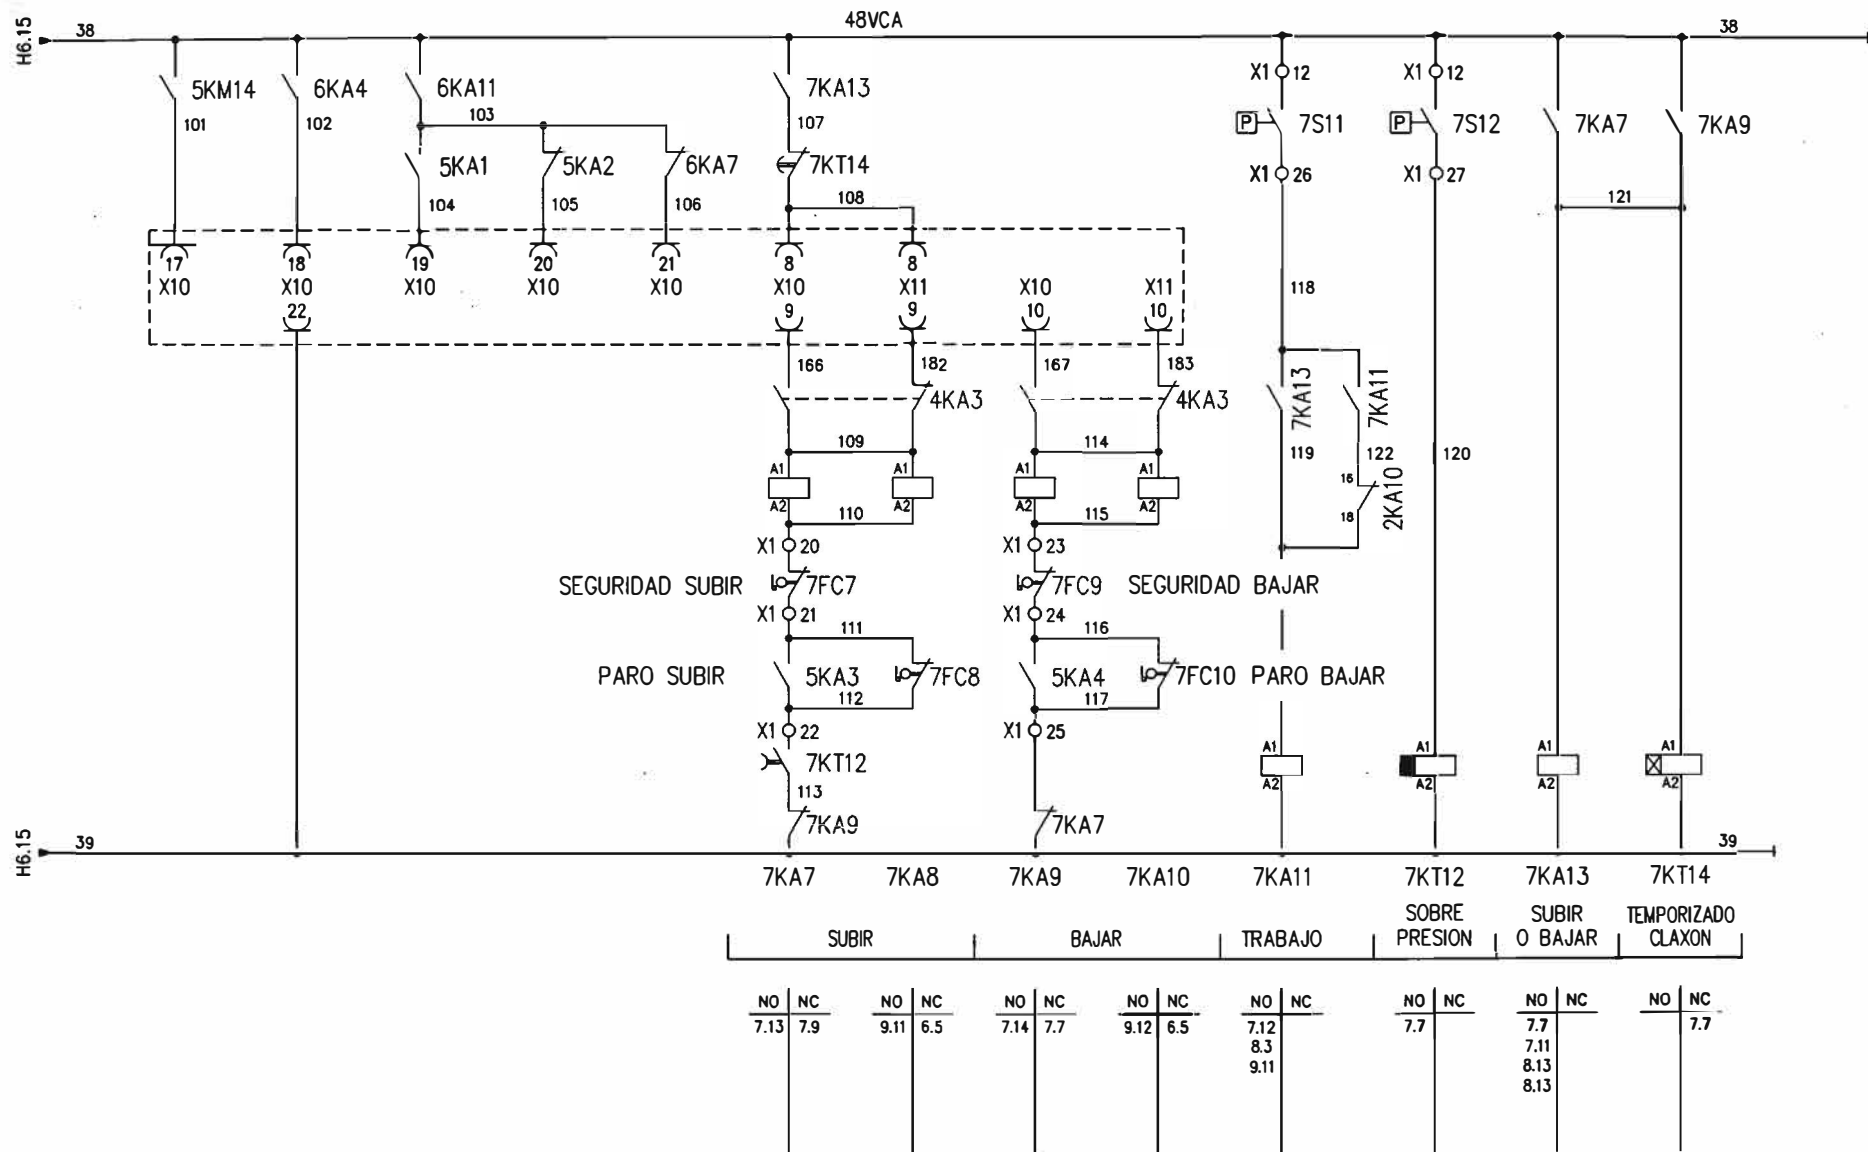 48VCA
H6.15 38 38
X1 12 X1 12
5KM14 6KA4 6KA11 7KA13
101 102 103 107 P 7S11 P 7S12 7KA7 7KA9
5KA1 5KA2 6KA7 7KT14 X1 26 X1 27
104 105 106 108 121
17 18 19 20 21 8 8
X10 X10 X10 X10 X10 X10 X11 X10 X11 118
22 9 9 10 10
166 182 167 183
4KA3 4KA3 7KA13 7KA11
109 114 119 122 120
A1 A1 A1 A1 16
A2 A2 A2 A2 18 2KA10
110 115
X1 20 X1 23
SEGURIDAD SUBIR 7FC7 7FC9 SEGURIDAD BAJAR
X1 21 X1 24
111 116
PARO SUBIR 5KA3 7FC8 5KA4 7FC10 PARO BAJAR
112 117
X1 22 X1 25
7KT12 A1 A1 A1 A1
113 A2 A2 A2 A2
7KA9 7KA7
H6.15 39 39
7KA7 7KA8 7KA9 7KA10 7KA11 7KT12 7KA13 7KT14
SOBRE SUBIR TEMPORIZADO
SUBIR BAJAR TRABAJO PRESION O BAJAR CLAXON
NO NC NO NC NO NC NO NC NO NC NO NC NO NC NO NC
7.13 7.9 9.11 6.5 7.14 7.7 9.12 6.5 7.12 7.7 7.7 7.7
8.3 7.11
9.11 8.13
8.13